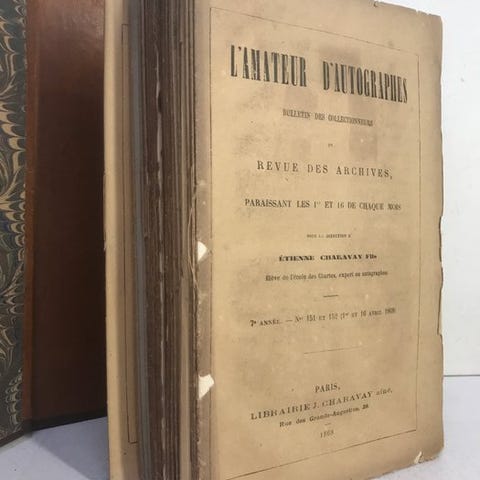 L'AMATEUR D'AUTOGRAPHES
BULLETIN DES COLLECTIONNEURS
ET
REVUE DES ARCHIVES,
PARAISSANT LES 1er ET 16 DE CHAQUE MOIS
SOUS LA DIRECTION D'
ÉTIENNE CHARAVAY Fils
Élève de l'école des Chartes, expert en autographes
7e ANNÉE. — Nos 151 ET 152 (1er ET 16 AVRIL 1868)
PARIS,
LIBRAIRIE J. CHARAVAY aîné,
Rue des Grands-Augustins, 26.
1868